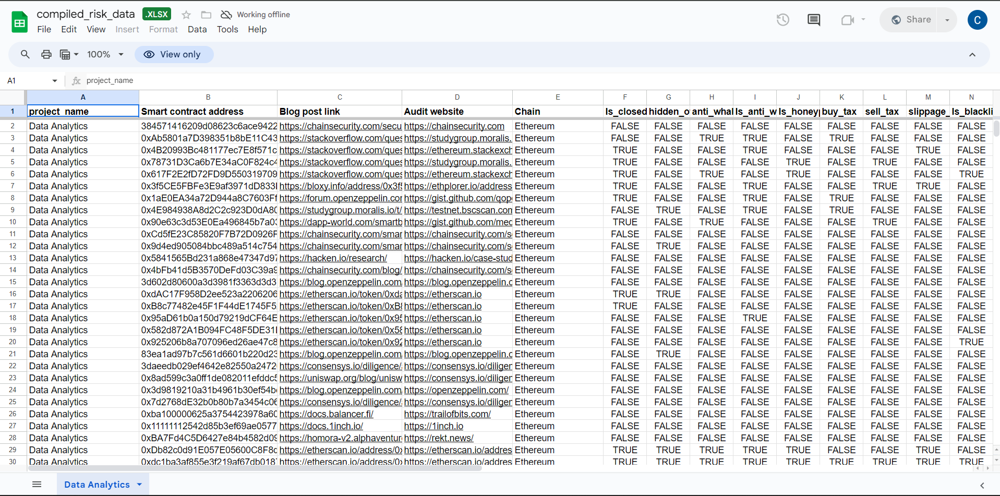 compiled_risk_data .XLSX Working offline
File Edit View Insert Format Data Tools Help
Share C
100% View only
A1 fx project_name
A B C D E F G H I J K L M N
1 project_name Smart contract address Blog post link Audit website Chain Is_closed hidden_o anti_whal Is_anti_w Is_honeyp buy_tax sell_tax slippage_ Is_blackli
2 Data Analytics 384571416209d08623c6ace9422 https://chainsecurity.com/secu https://chainsecurity.com Ethereum FALSE FALSE FALSE FALSE FALSE FALSE FALSE FALSE FALSE
3 Data Analytics 0xAb5801a7D398351b8bE11C43 https://stackoverflow.com/ques https://studygroup.moralis. Ethereum FALSE FALSE TRUE TRUE FALSE TRUE FALSE FALSE FALSE
4 Data Analytics 0x4B20993Bc481177ec7E8f571c https://stackoverflow.com/ques https://ethereum.stackexch Ethereum TRUE FALSE FALSE TRUE FALSE FALSE FALSE TRUE FALSE
5 Data Analytics 0x78731D3Ca6b7E34aC0F824c4 https://stackoverflow.com/ques https://studygroup.moralis. Ethereum TRUE FALSE FALSE FALSE TRUE FALSE TRUE FALSE FALSE
6 Data Analytics 0x617F2E2fD72FD9D550319709 https://stackoverflow.com/ques https://ethereum.stackexch Ethereum TRUE FALSE TRUE FALSE TRUE FALSE FALSE FALSE TRUE
7 Data Analytics 0x3f5CE5FBFe3E9af3971dD833 https://bloxy.info/address/0x3f5 https://ethplorer.io/address Ethereum TRUE FALSE FALSE TRUE FALSE FALSE TRUE TRUE FALSE
8 Data Analytics 0x1aE0EA34a72D944a8C7603Ff https://forum.openzeppelin.cor https://gist.github.com/qop Ethereum TRUE FALSE FALSE TRUE FALSE TRUE FALSE FALSE FALSE
9 Data Analytics 0x4E984938A8d2C2c923D0dA80 https://studygroup.moralis.io/t/ https://testnet.bscscan.con Ethereum FALSE TRUE FALSE TRUE FALSE TRUE FALSE FALSE FALSE
10 Data Analytics 0x90e63c3d53E0Ea496845b7a03 https://dapp-world.com/smartb https://gist.github.com/mec Ethereum TRUE FALSE TRUE FALSE FALSE FALSE TRUE FALSE FALSE
11 Data Analytics 0xCd5fE23C85820F7B72D0926F https://chainsecurity.com/smar https://chainsecurity.com/s Ethereum FALSE FALSE FALSE FALSE FALSE FALSE FALSE FALSE FALSE
12 Data Analytics 0x9d4ed905084bbc489a514c754 https://chainsecurity.com/smar https://chainsecurity.com/s Ethereum FALSE TRUE FALSE FALSE FALSE FALSE FALSE FALSE FALSE
13 Data Analytics 0x5841565Bd231a868e47347d97 https://hacken.io/research/ https://hacken.io/case-stud Ethereum FALSE FALSE FALSE FALSE FALSE FALSE FALSE FALSE FALSE
14 Data Analytics 0x4bFb41d5B3570DeFd03C39a9 https://chainsecurity.com/blog/ https://chainsecurity.com/s Ethereum FALSE FALSE FALSE FALSE FALSE FALSE FALSE FALSE FALSE
15 Data Analytics 3d602d80600a3d3981f3363d3d3 https://blog.openzeppelin.com/ https://blog.openzeppelin.c Ethereum FALSE FALSE FALSE FALSE FALSE FALSE FALSE FALSE FALSE
16 Data Analytics 0xdAC17F958D2ee523a2206206 https://etherscan.io/token/0xda https://etherscan.io Ethereum TRUE TRUE FALSE FALSE FALSE FALSE FALSE FALSE FALSE
17 Data Analytics 0xB8c77482e45F1F44dE1745F5 https://etherscan.io/token/0xB8 https://etherscan.io Ethereum TRUE FALSE FALSE FALSE FALSE FALSE FALSE FALSE FALSE
18 Data Analytics 0x95aD61b0a150d79219dCF64E https://etherscan.io/token/0x95 https://etherscan.io Ethereum FALSE FALSE FALSE TRUE FALSE FALSE FALSE FALSE FALSE
19 Data Analytics 0x582d872A1B094FC48F5DE31 https://etherscan.io/token/0x58 https://etherscan.io Ethereum FALSE FALSE FALSE FALSE FALSE FALSE FALSE FALSE FALSE
20 Data Analytics 0x925206b8a707096ed26ae47c8 https://etherscan.io/token/0x92 https://etherscan.io Ethereum FALSE FALSE FALSE FALSE FALSE FALSE FALSE FALSE TRUE
21 Data Analytics 83ea1ad97b7c561d6601b220d23 https://blog.openzeppelin.com/ https://blog.openzeppelin.c Ethereum FALSE TRUE FALSE FALSE FALSE FALSE FALSE FALSE FALSE
22 Data Analytics 3daeedb029ef4642e82550a2472 https://consensys.io/diligence/ https://consensys.io/diliger Ethereum FALSE FALSE FALSE FALSE FALSE FALSE FALSE FALSE FALSE
23 Data Analytics 0x8ad599c3a0ff1de082011efddc5 https://uniswap.org/blog/unisw https://consensys.io/diliger Ethereum FALSE FALSE FALSE FALSE FALSE FALSE FALSE FALSE FALSE
24 Data Analytics 0x3d9819210a31b4961b30ef54b https://blog.openzeppelin.com/ https://openzeppelin.com/ Ethereum FALSE FALSE FALSE FALSE FALSE FALSE FALSE FALSE FALSE
25 Data Analytics 0x7d2768dE32b0b80b7a3454c06 https://consensys.io/diligence/ https://consensys.io/diliger Ethereum FALSE FALSE FALSE FALSE FALSE FALSE FALSE FALSE FALSE
26 Data Analytics 0xba100000625a3754423978a60 https://docs.balancer.fi/ https://trailofbits.com/ Ethereum FALSE FALSE FALSE FALSE FALSE FALSE FALSE FALSE FALSE
27 Data Analytics 0x11111112542d85b3ef69ae0577 https://docs.1inch.io/ https://1inch.io Ethereum FALSE FALSE FALSE FALSE FALSE FALSE FALSE FALSE FALSE
28 Data Analytics 0xBA7Fd4C5D6427e84b4582d09 https://homora-v2.alphaventur https://rekt.news/ Ethereum FALSE FALSE FALSE FALSE FALSE FALSE FALSE FALSE FALSE
29 Data Analytics 0xDb82c0d91E057E05600C8F8c https://etherscan.io/address/0x https://etherscan.io/addres Ethereum TRUE TRUE TRUE TRUE TRUE FALSE FALSE TRUE FALSE
30 Data Analytics 0xdc1ba3af855e3f219af67db0187 https://etherscan.io/address/0x https://etherscan.io/addres Ethereum TRUE TRUE TRUE TRUE TRUE TRUE TRUE TRUE TRUE
Data Analytics